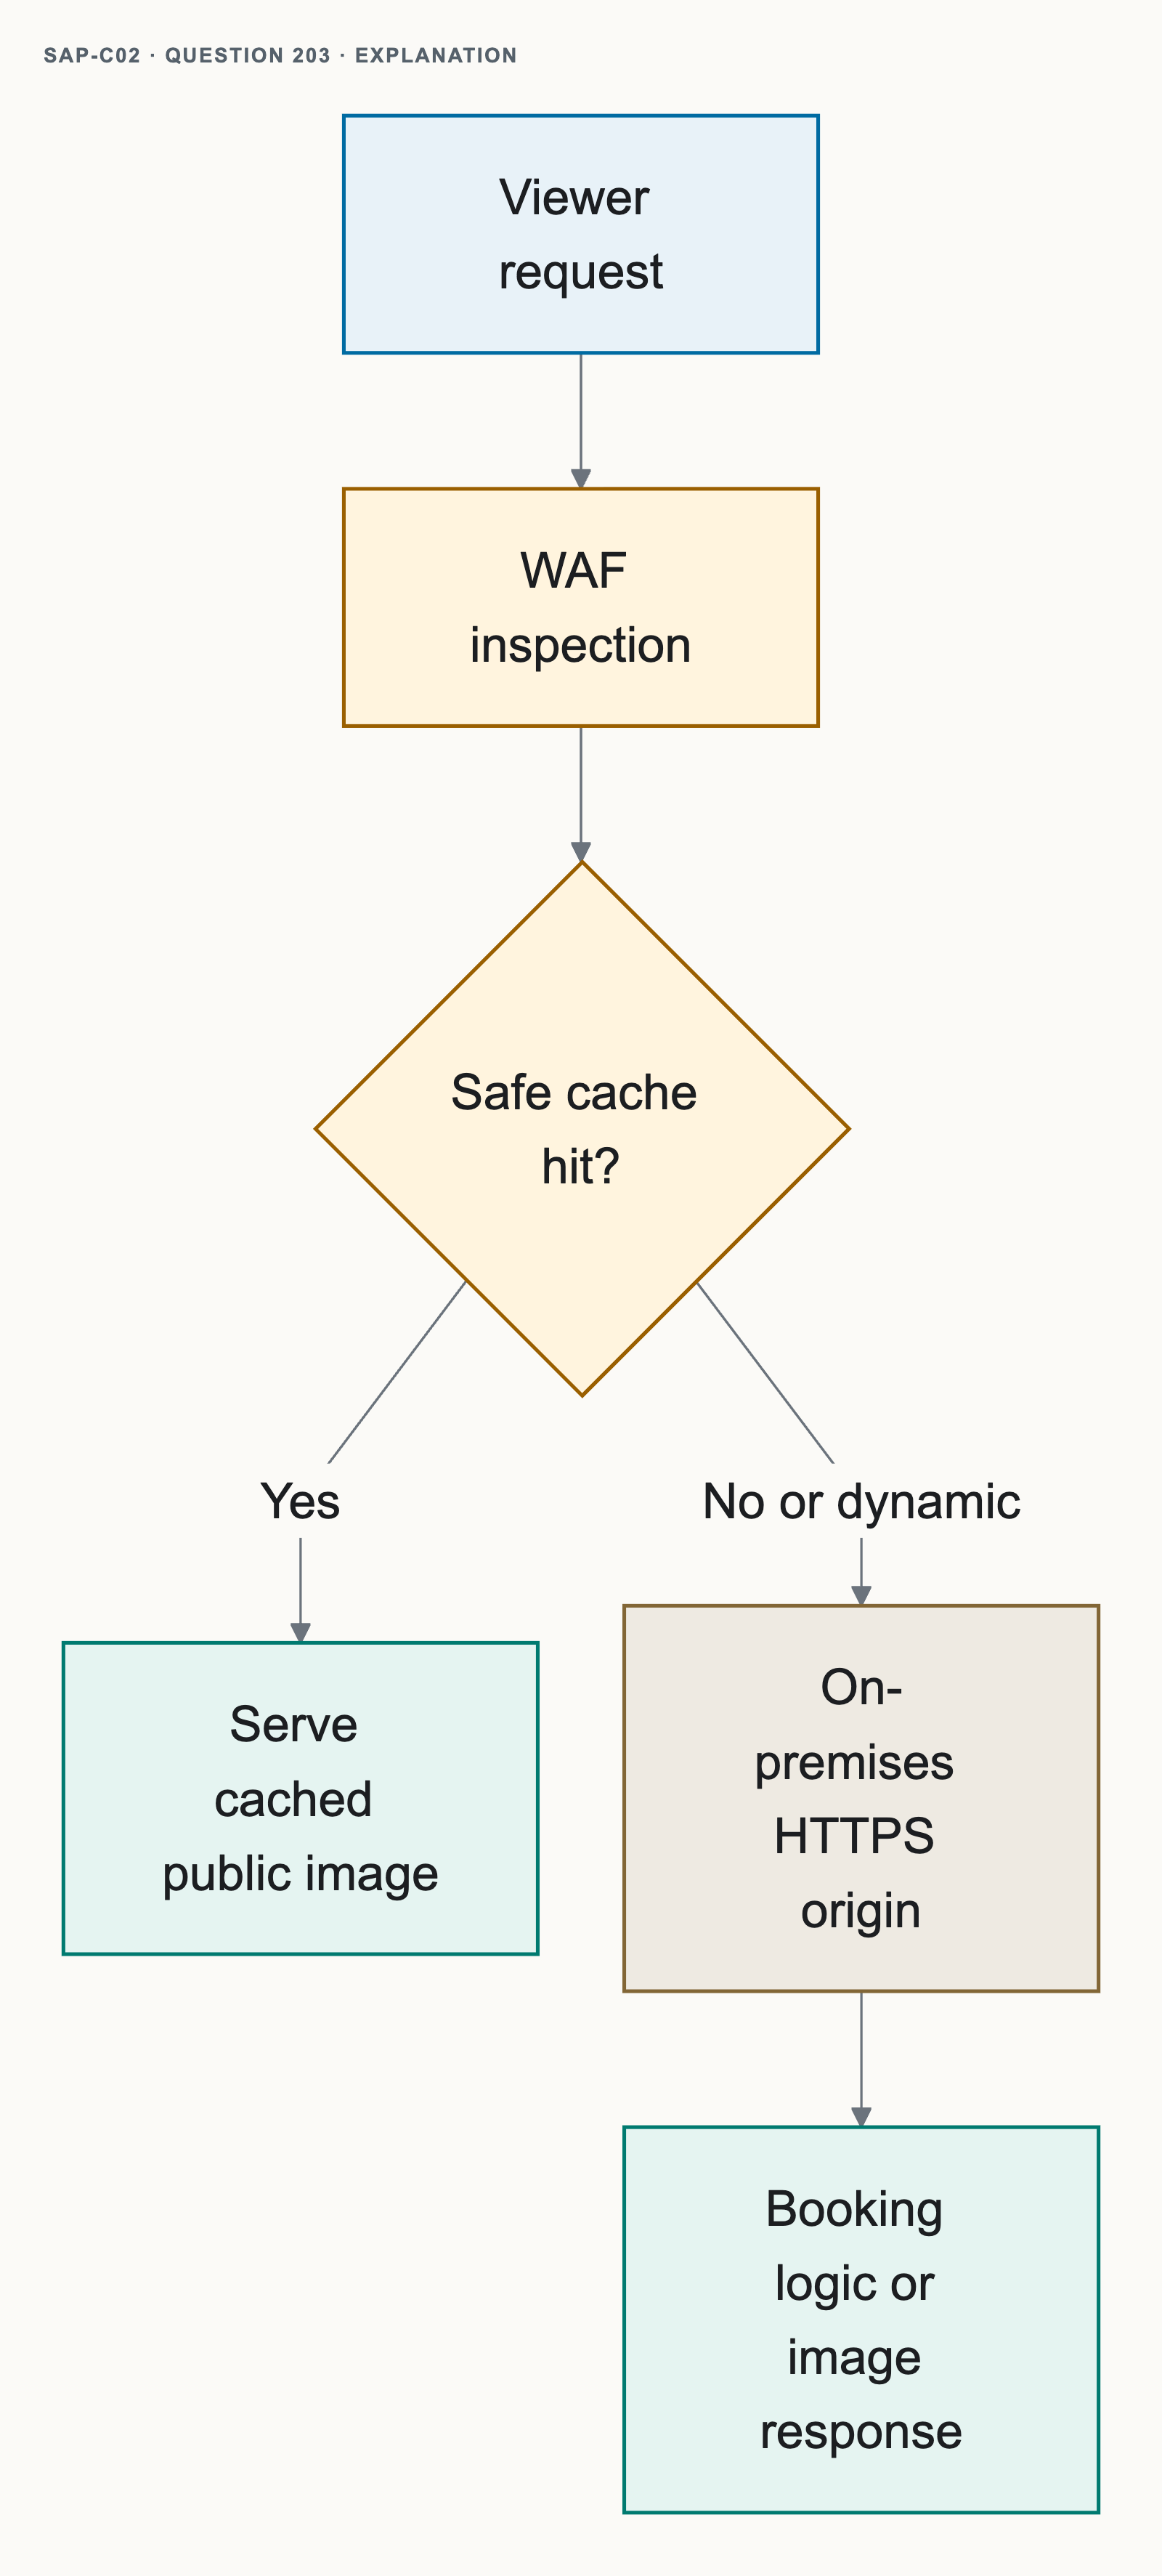 SAP-C02 · QUESTION 203 · EXPLANATION
Viewer
request
WAF
inspection
Safe cache
hit?
Yes
No or dynamic
Serve
cached
public image
On-
premises
HTTPS
origin
Booking
logic or
image
response